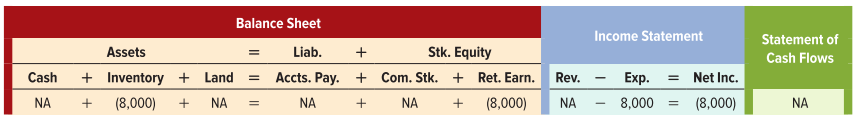 Balance Sheet
Income Statement
Statement of
Cash Flows
Assets = Liab. + Stk. Equity
Cash + Inventory + Land = Accts. Pay. + Com. Stk. + Ret. Earn. Rev. − Exp. = Net Inc.
NA + (8,000) + NA = NA + NA + (8,000) NA − 8,000 = (8,000) NA